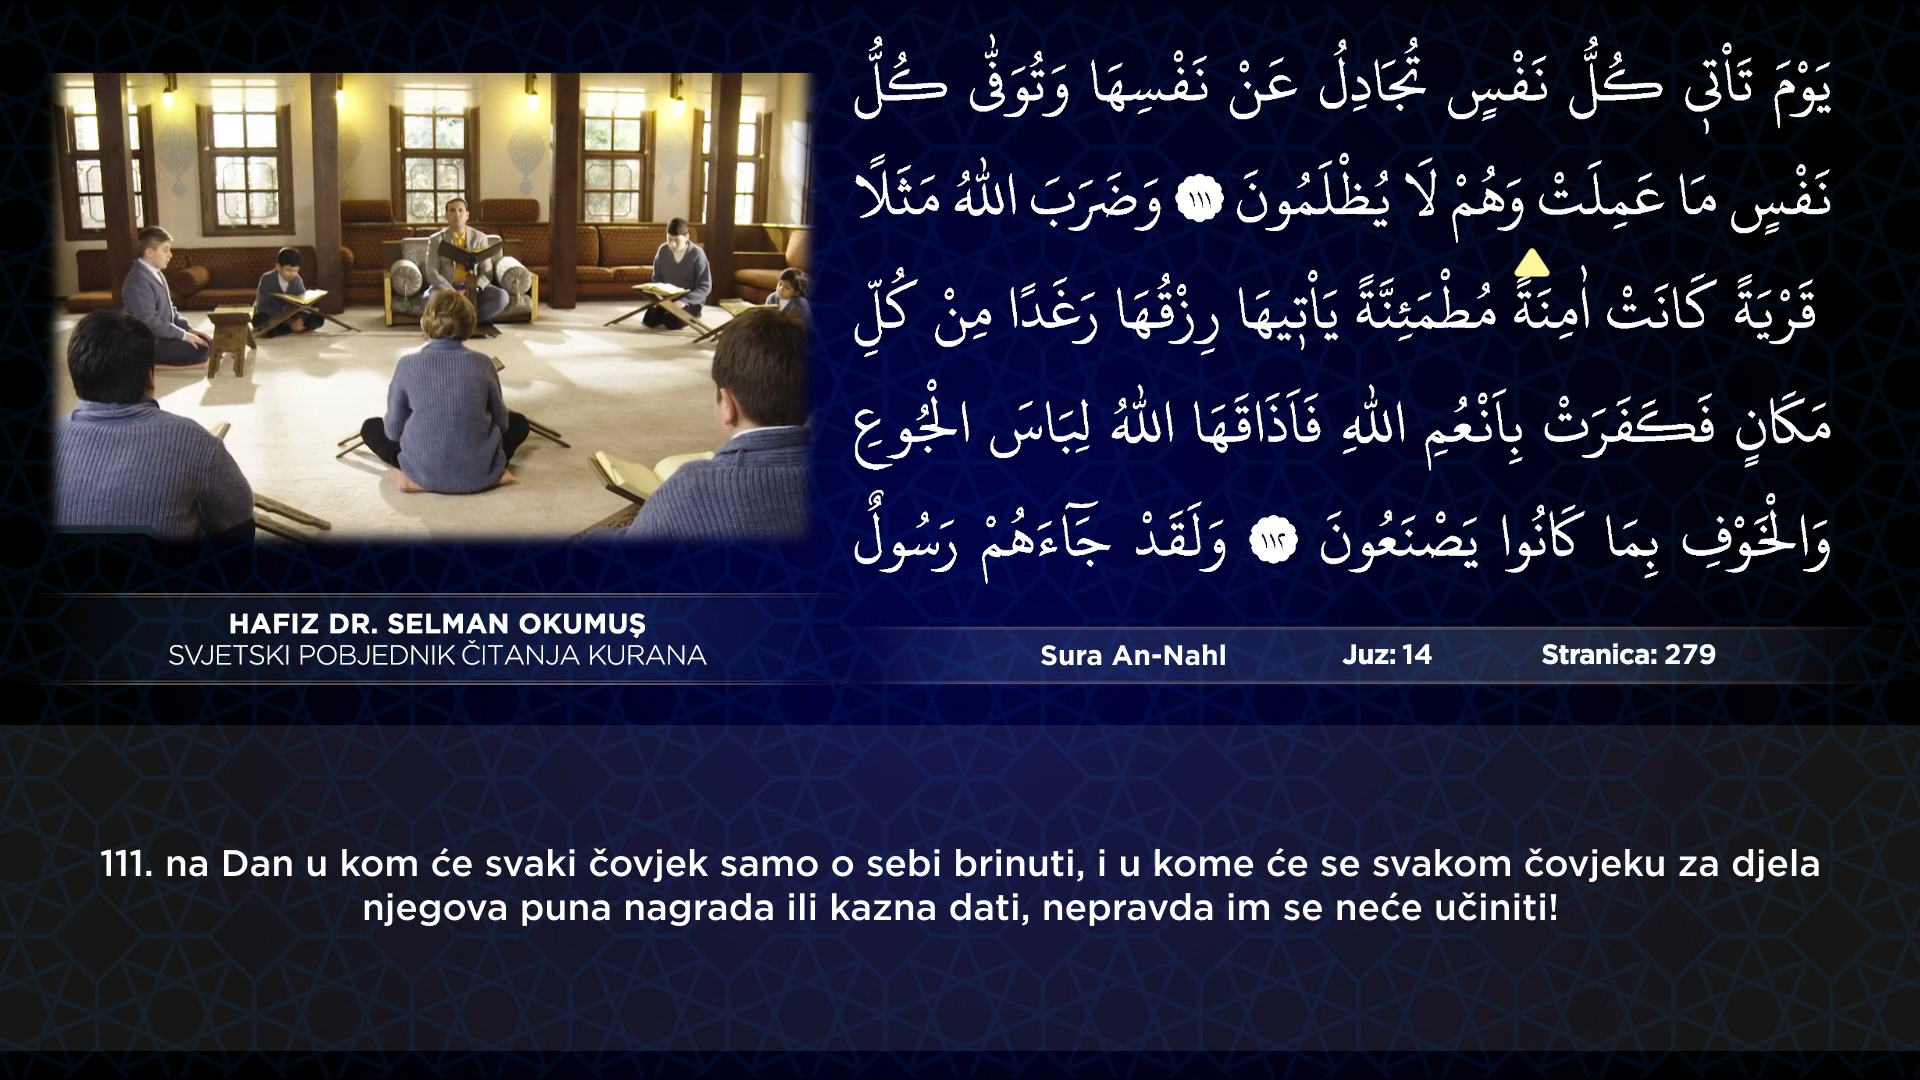 يَوْمَ تَأْتٖي كُلُّ نَفْسٍ تُجَادِلُ عَنْ نَفْسِهَا وَتُوَفّٰى كُلُّ
نَفْسٍ مَا عَمِلَتْ وَهُمْ لَا يُظْلَمُونَ ١١١ وَضَرَبَ اللّٰهُ مَثَلًا
قَرْيَةً كَانَتْ اٰمِنَةً مُطْمَئِنَّةً يَأْتٖيهَا رِزْقُهَا رَغَدًا مِنْ كُلِّ
مَكَانٍ فَكَفَرَتْ بِاَنْعُمِ اللّٰهِ فَاَذَاقَهَا اللّٰهُ لِبَاسَ الْجُوعِ
وَالْخَوْفِ بِمَا كَانُوا يَصْنَعُونَ ١١٢ وَلَقَدْ جَٓاءَهُمْ رَسُولٌ
HAFIZ DR. SELMAN OKUMUŞ
SVJETSKI POBJEDNIK ČITANJA KURANA
Sura An-Nahl Juz: 14 Stranica: 279
111. na Dan u kom će svaki čovjek samo o sebi brinuti, i u kome će se svakom čovjeku za djela
njegova puna nagrada ili kazna dati, nepravda im se neće učiniti!